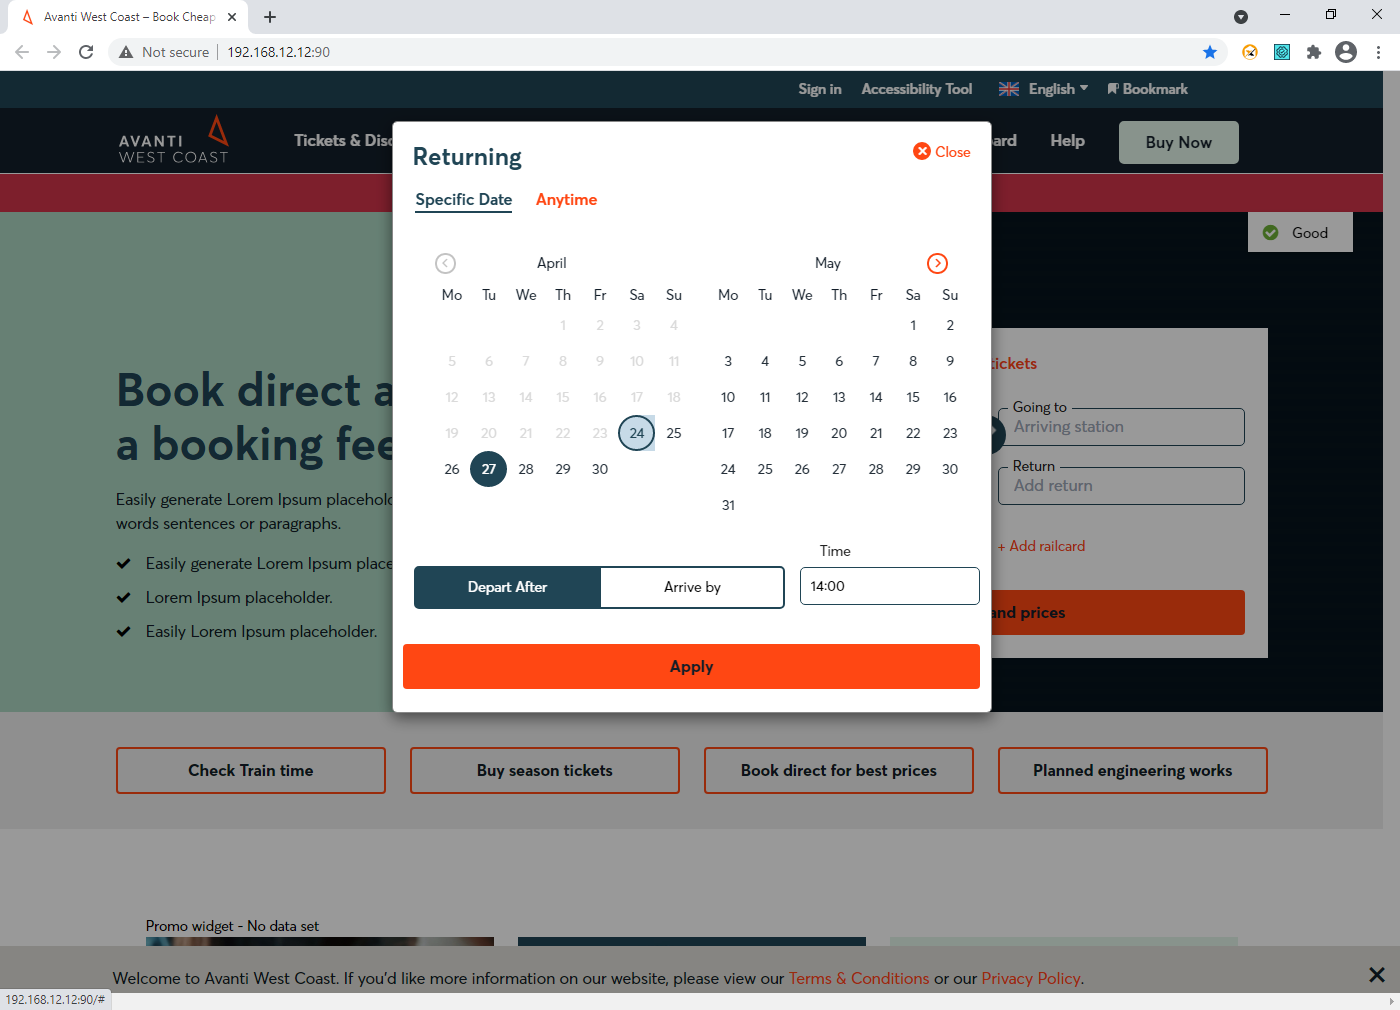 Avanti West Coast – Book Cheap
Not secure
192.168.12.12:90
Sign in
Accessibility Tool
English
Bookmark
AVANTI
WEST COAST
Tickets & Disc
ard
Help
Buy Now
Good
Returning
Close
Specific Date
Anytime
April
May
Mo Tu We Th Fr Sa Su
Mo Tu We Th Fr Sa Su
1 2 3 4
1 2
5 6 7 8 9 10 11
3 4 5 6 7 8 9
12 13 14 15 16 17 18
10 11 12 13 14 15 16
19 20 21 22 23 24 25
17 18 19 20 21 22 23
26 27 28 29 30
24 25 26 27 28 29 30
31
Time
Depart After
Arrive by
14:00
Apply
Book direct a
a booking fee
Easily generate Lorem Ipsum placehold
words sentences or paragraphs.
Easily generate Lorem Ipsum place
Lorem Ipsum placeholder.
Easily Lorem Ipsum placeholder.
tickets
Going to
Arriving station
Return
Add return
+ Add railcard
and prices
Check Train time
Buy season tickets
Book direct for best prices
Planned engineering works
Promo widget - No data set
Welcome to Avanti West Coast. If you'd like more information on our website, please view our Terms & Conditions or our Privacy Policy.
192.168.12.12:90/#